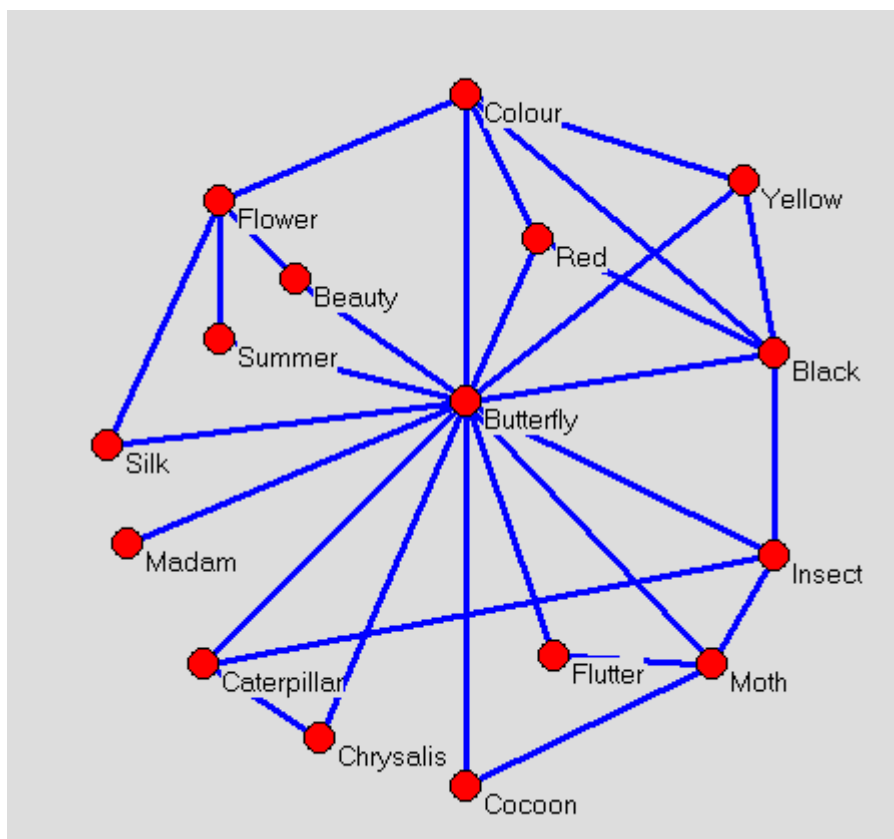 Colour
Yellow
Flower
Red
Beauty
Summer
Black
Butterfly
Silk
Madam
Insect
Caterpillar
Flutter
Moth
Chrysalis
Cocoon